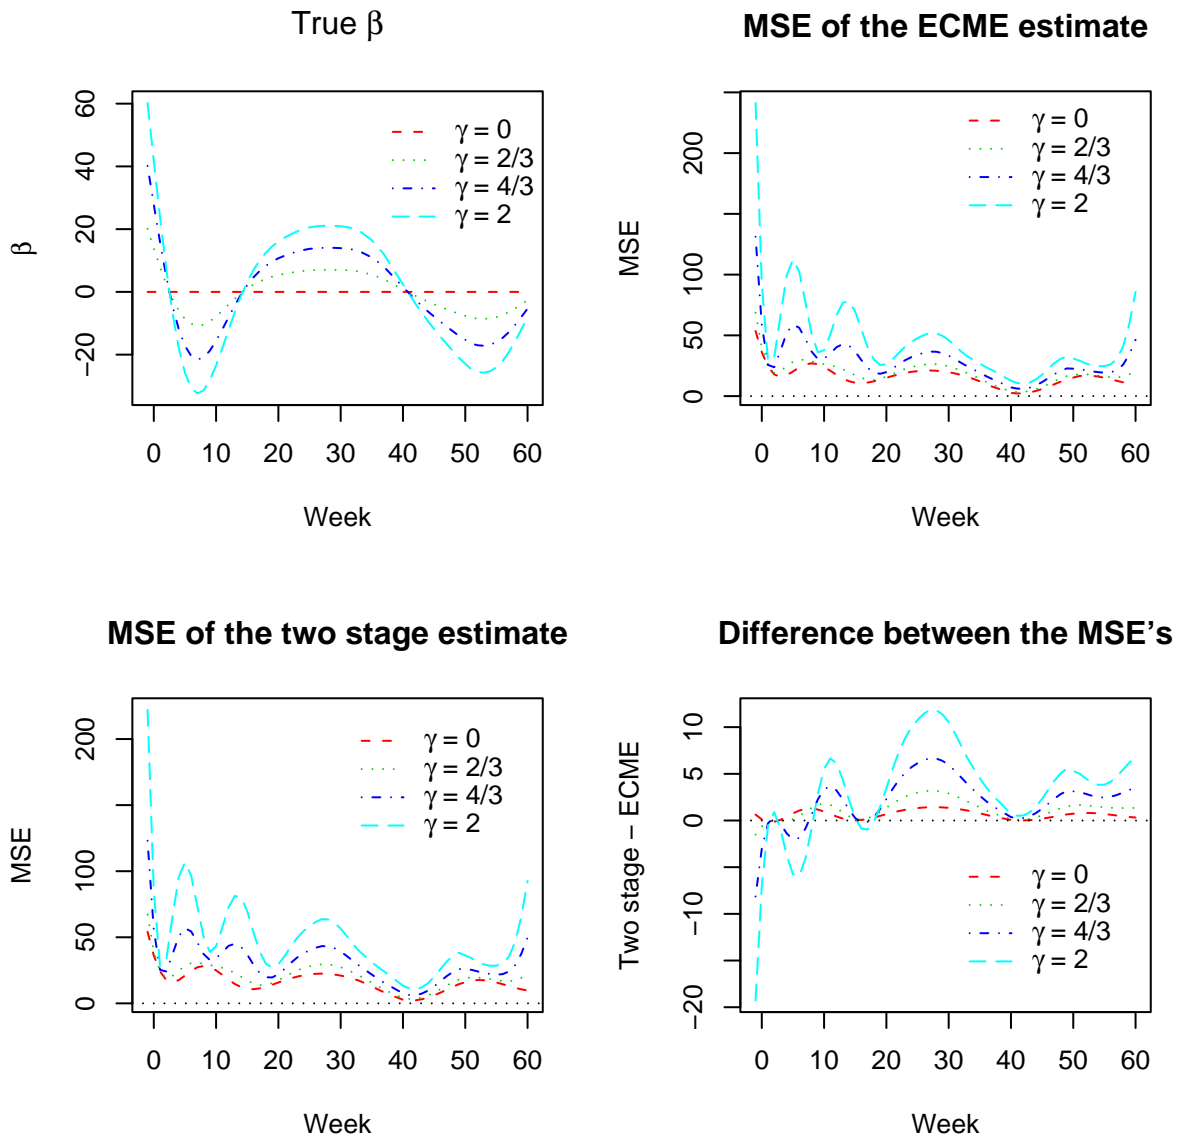 True β
60
40
20
0
−20
β
γ = 0
γ = 2/3
γ = 4/3
γ = 2
0 10 20 30 40 50 60
Week
MSE of the ECME estimate
200
100
50
0
MSE
γ = 0
γ = 2/3
γ = 4/3
γ = 2
0 10 20 30 40 50 60
Week
MSE of the two stage estimate
200
100
50
0
MSE
γ = 0
γ = 2/3
γ = 4/3
γ = 2
0 10 20 30 40 50 60
Week
Difference between the MSE's
10
5
0
−10
−20
Two stage − ECME
γ = 0
γ = 2/3
γ = 4/3
γ = 2
0 10 20 30 40 50 60
Week